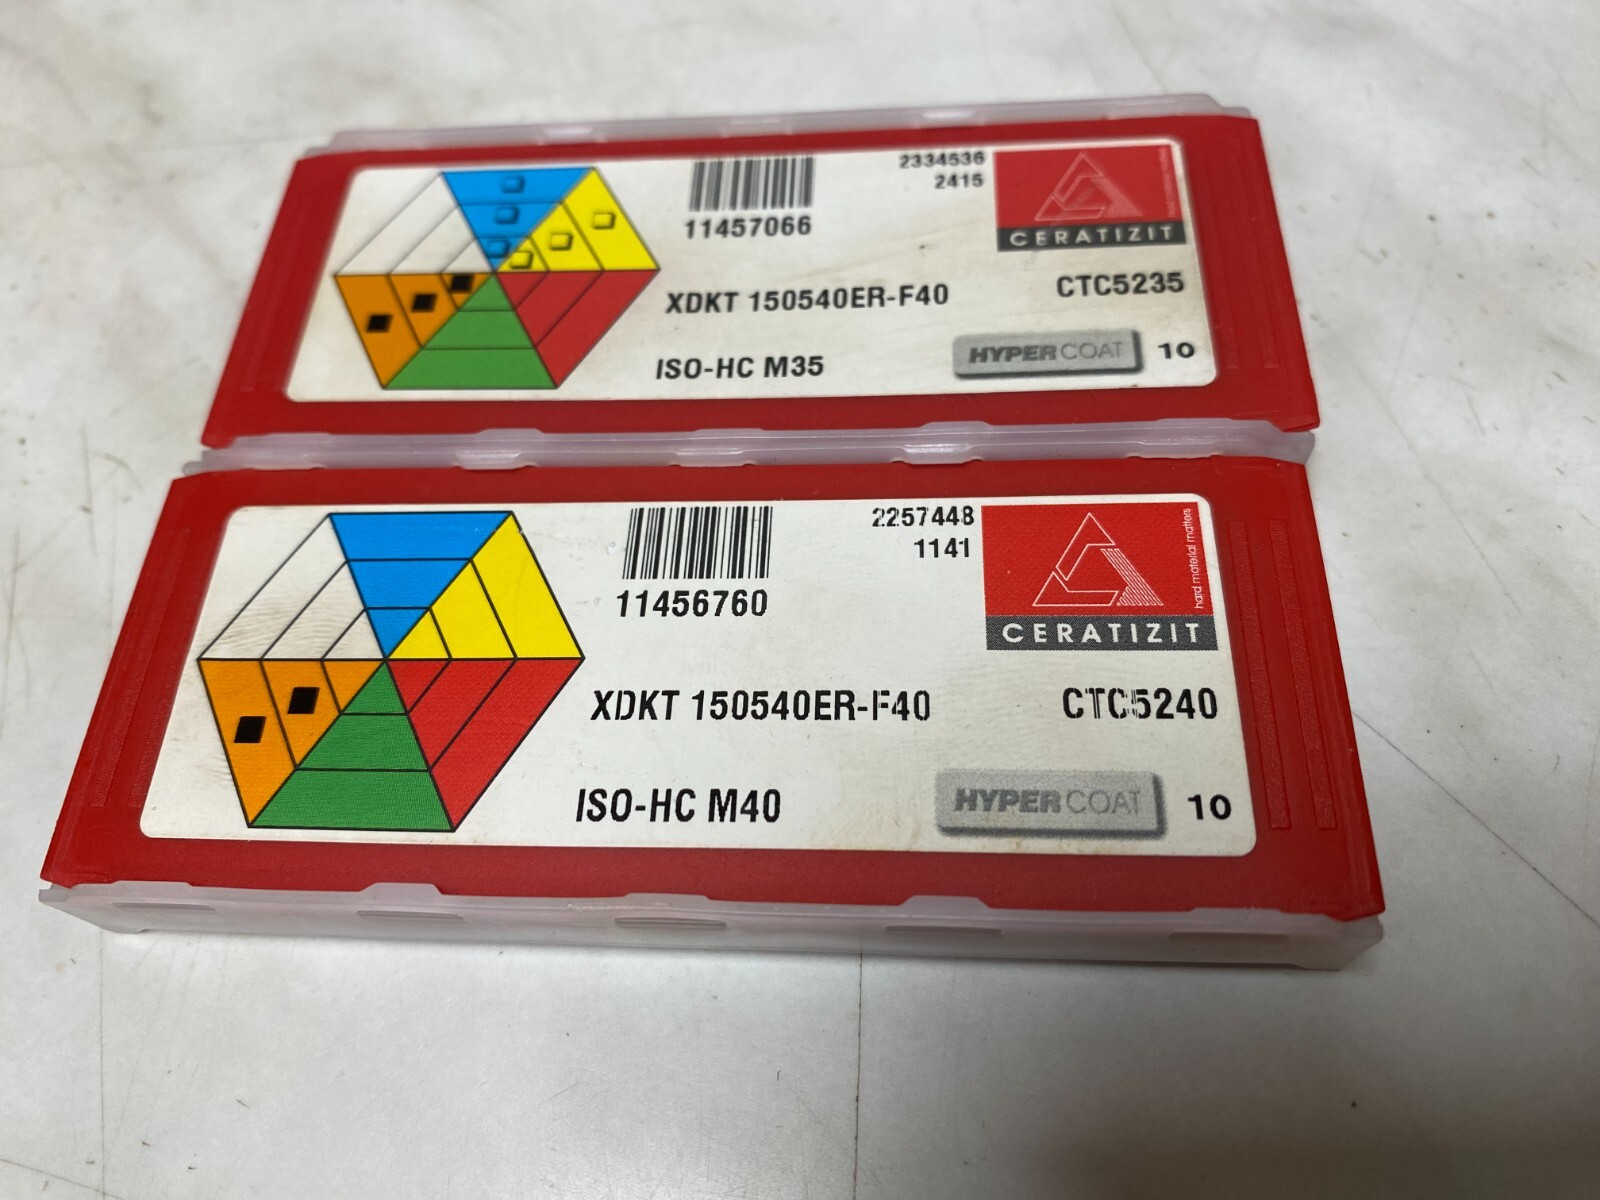 2334536
2415
11457066
CERATIZIT
XDKT 150540ER-F40
CTC5235
ISO-HC M35
HYPERCOAT
10
2257448
1141
11456760
hard material matters
CERATIZIT
XDKT 150540ER-F40
CTC5240
ISO-HC M40
HYPERCOAT
10